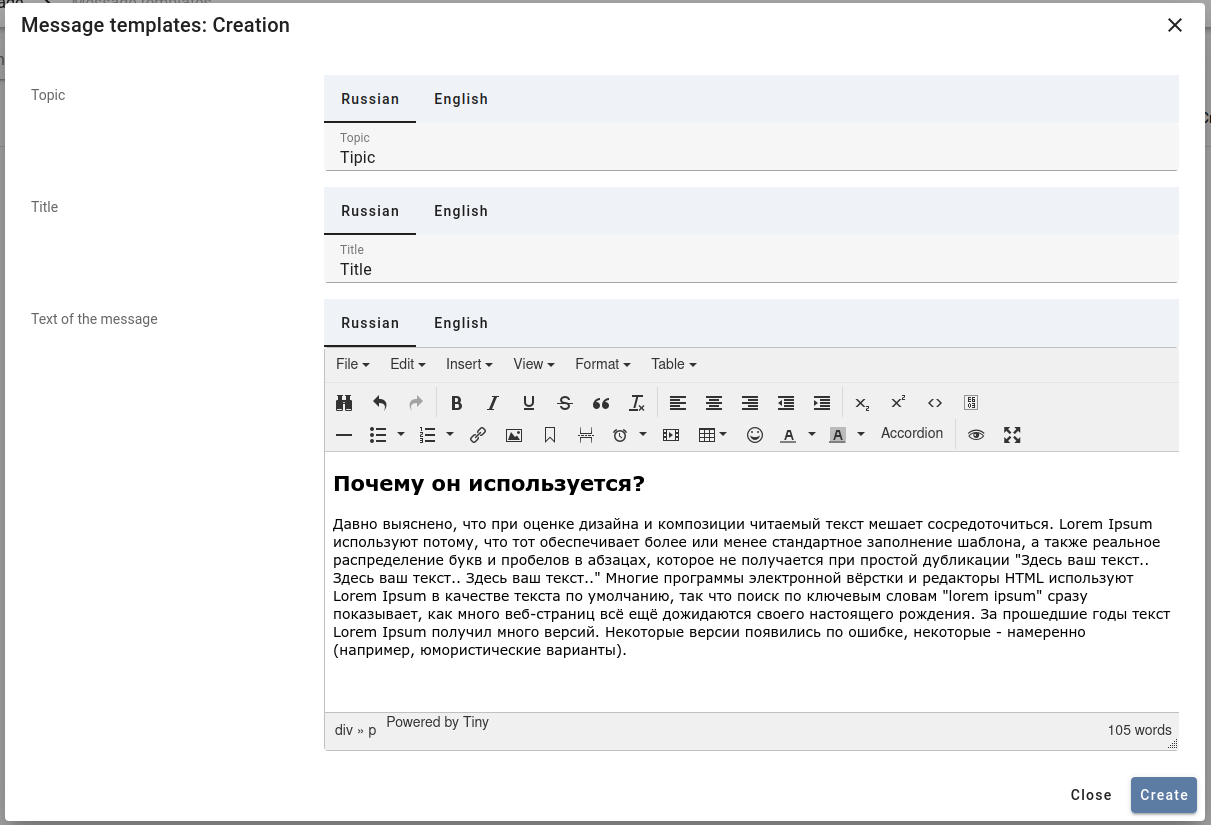 Message templates
Message templates: Creation
Topic
Russian English
Topic
Tipic
Title
Russian English
Title
Title
Text of the message
Russian English
File Edit Insert View Format Table
Accordion
Почему он используется?
Давно выяснено, что при оценке дизайна и композиции читаемый текст мешает сосредоточиться. Lorem Ipsum
используют потому, что тот обеспечивает более или менее стандартное заполнение шаблона, а также реальное
распределение букв и пробелов в абзацах, которое не получается при простой дубликации "Здесь ваш текст..
Здесь ваш текст.. Здесь ваш текст.." Многие программы электронной вёрстки и редакторы HTML используют
Lorem Ipsum в качестве текста по умолчанию, так что поиск по ключевым словам "lorem ipsum" сразу
показывает, как много веб-страниц всё ещё дожидаются своего настоящего рождения. За прошедшие годы текст
Lorem Ipsum получил много версий. Некоторые версии появились по ошибке, некоторые - намеренно
(например, юмористические варианты).
div » p Powered by Tiny 105 words
Close Create